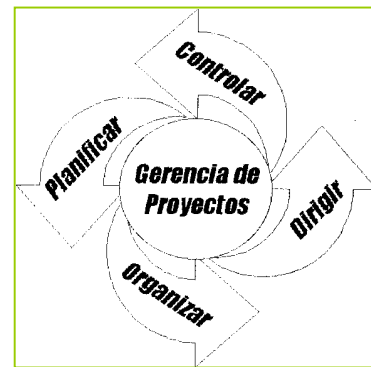 Controlar
Planificar
Gerencia de
Proyectos
Dirigir
Organizar